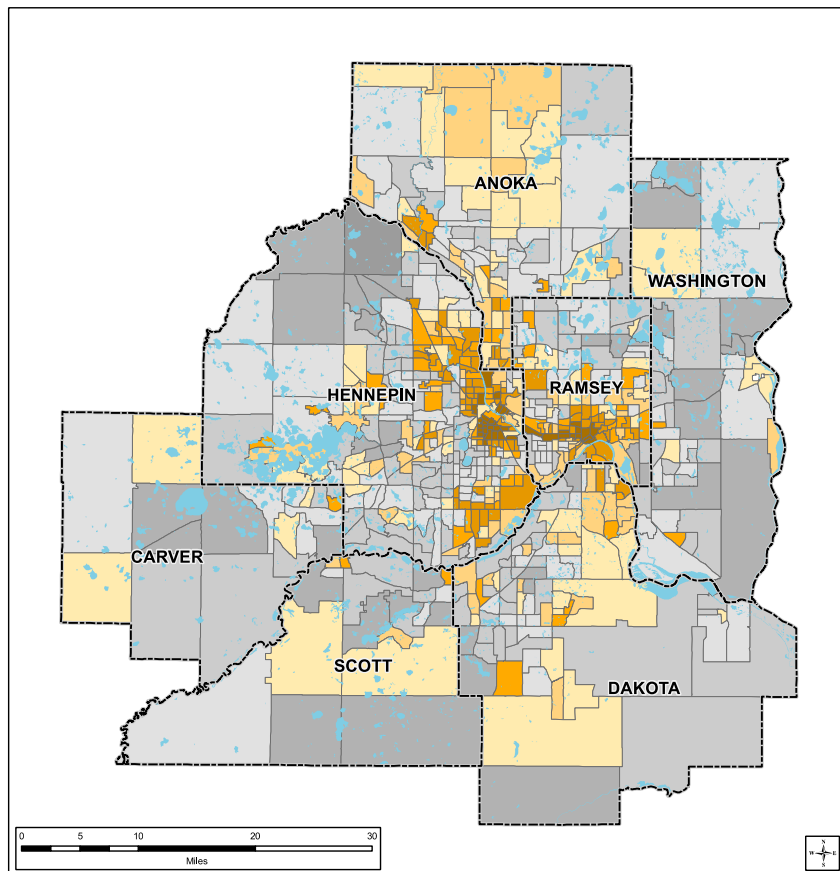 ANOKA
WASHINGTON
HENNEPIN
RAMSEY
CARVER
SCOTT
DAKOTA
0 5 10 20 30
Miles
N
W E
S